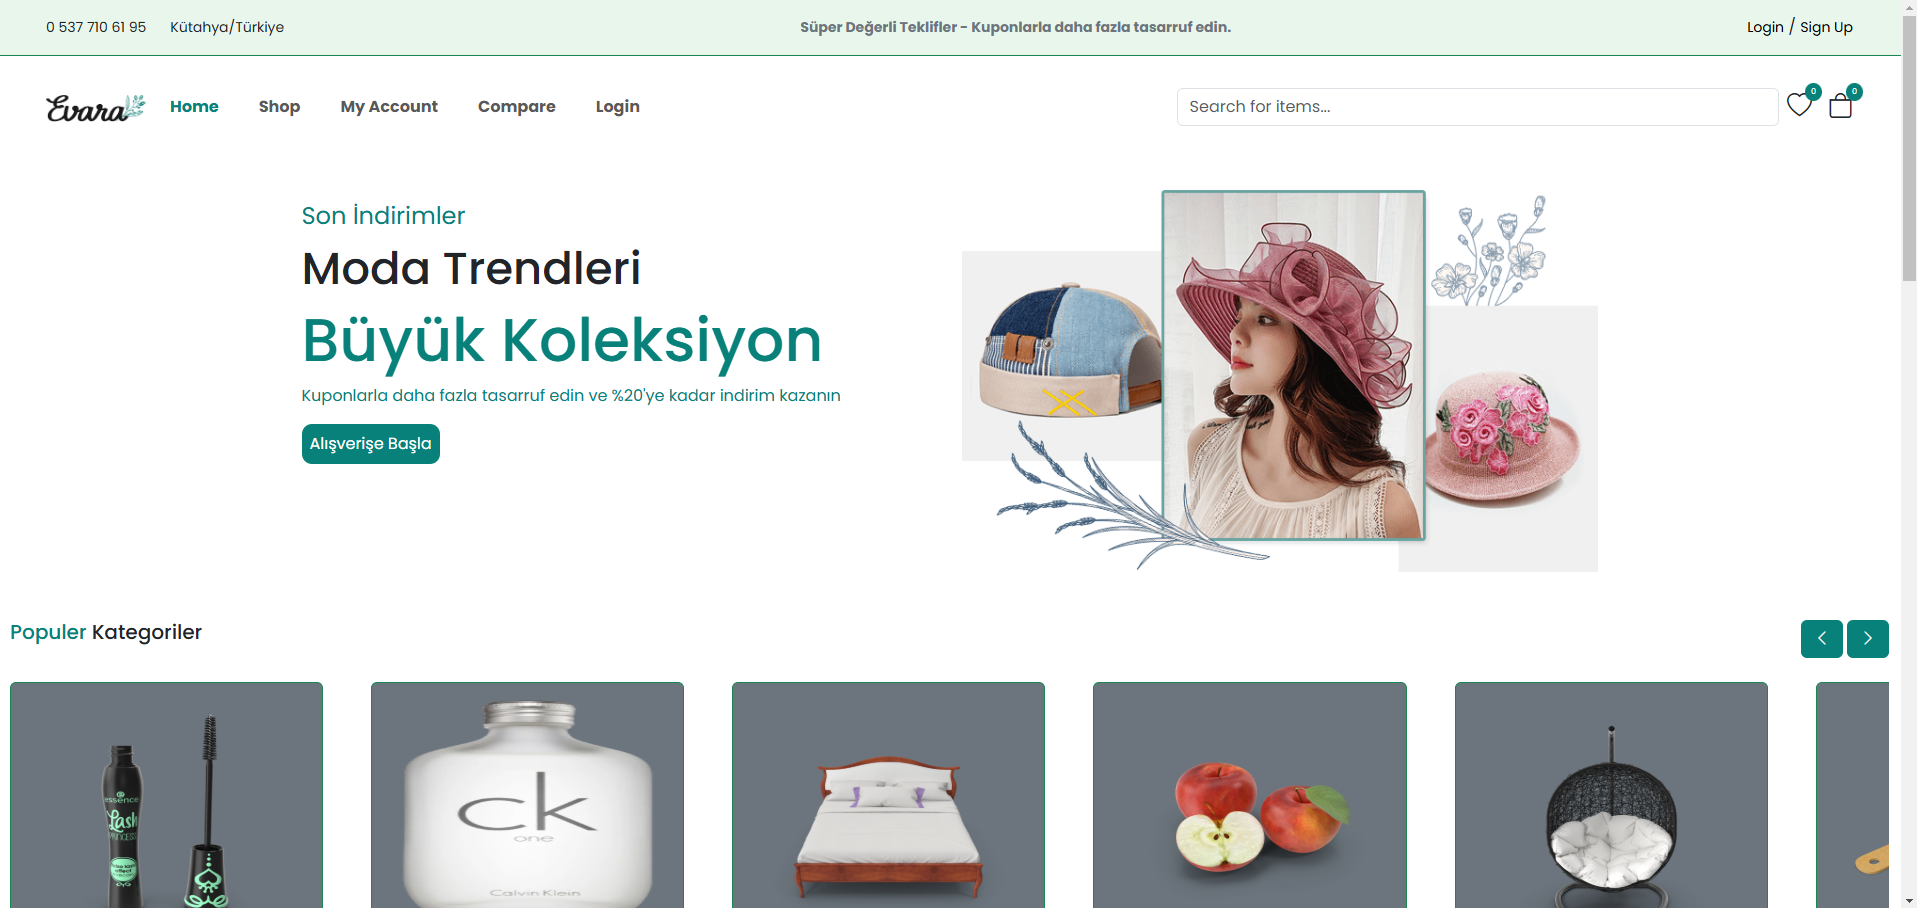 0 537 710 61 95 Kütahya/Türkiye Süper Değerli Teklifler - Kuponlarla daha fazla tasarruf edin. Login / Sign Up
Evara Home Shop My Account Compare Login Search for items... 0 0
Son İndirimler
Moda Trendleri
Büyük Koleksiyon
Kuponlarla daha fazla tasarruf edin ve %20'ye kadar indirim kazanın
Alışverişe Başla
Populer Kategoriler
essence
Lash
PRINCESS
false lash
effect
ck
one
Calvin Klein